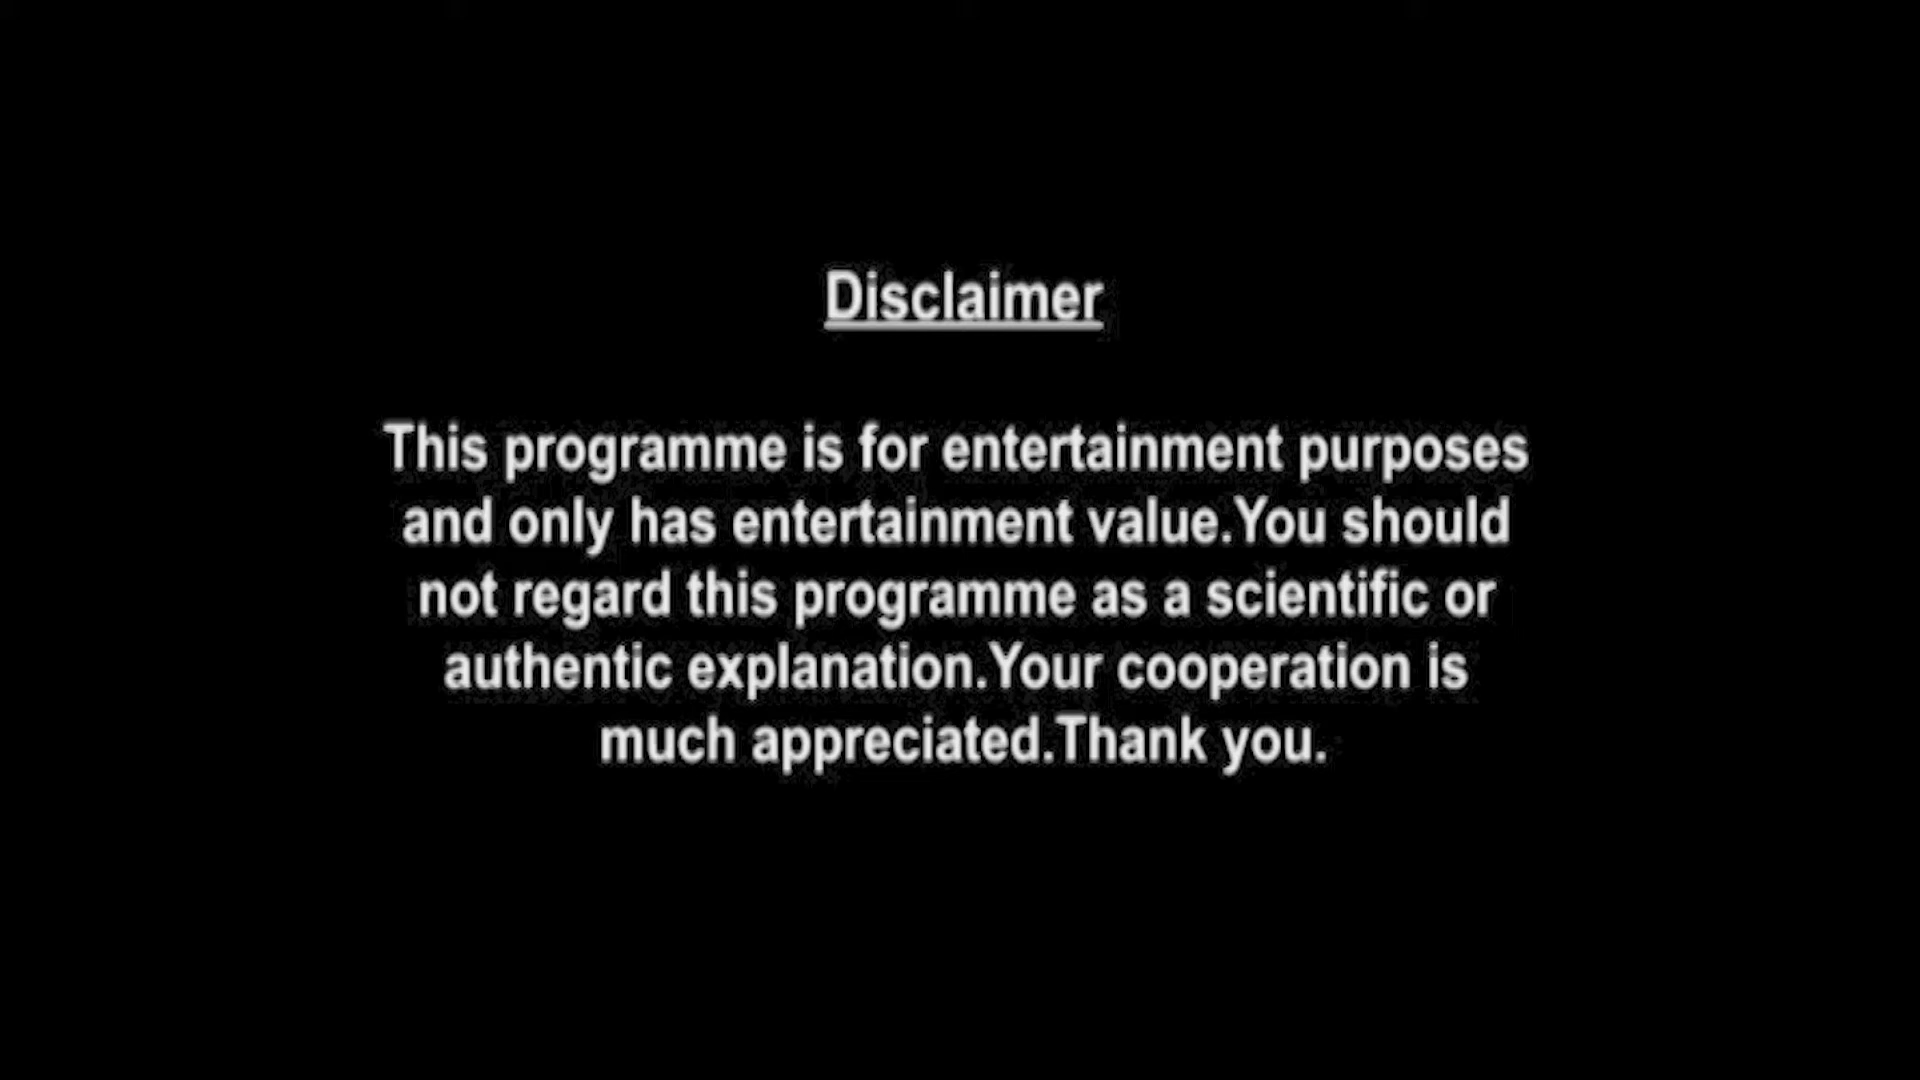 Disclaimer
This programme is for entertainment purposes
and only has entertainment value.You should
not regard this programme as a scientific or
authentic explanation.Your cooperation is
much appreciated.Thank you.